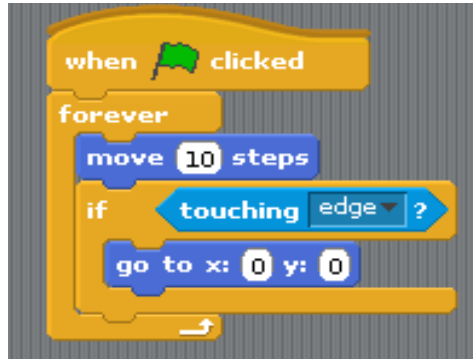 when clicked
forever
move 10 steps
if touching edge ?
go to x: 0 y: 0